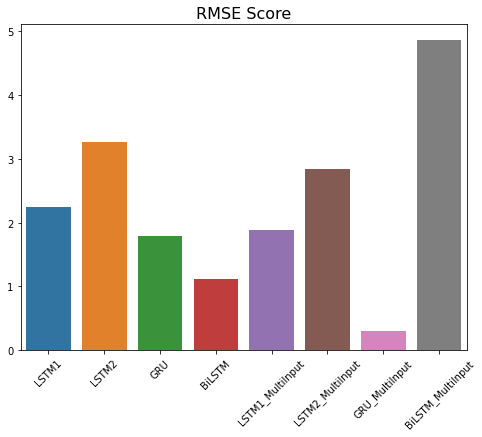 RMSE Score
5
4
3
2
1
0
LSTM1
LSTM2
GRU
BiLSTM
LSTM1_MultiInput
LSTM2_MultiInput
GRU_MultiInput
BiLSTM_MultiInput